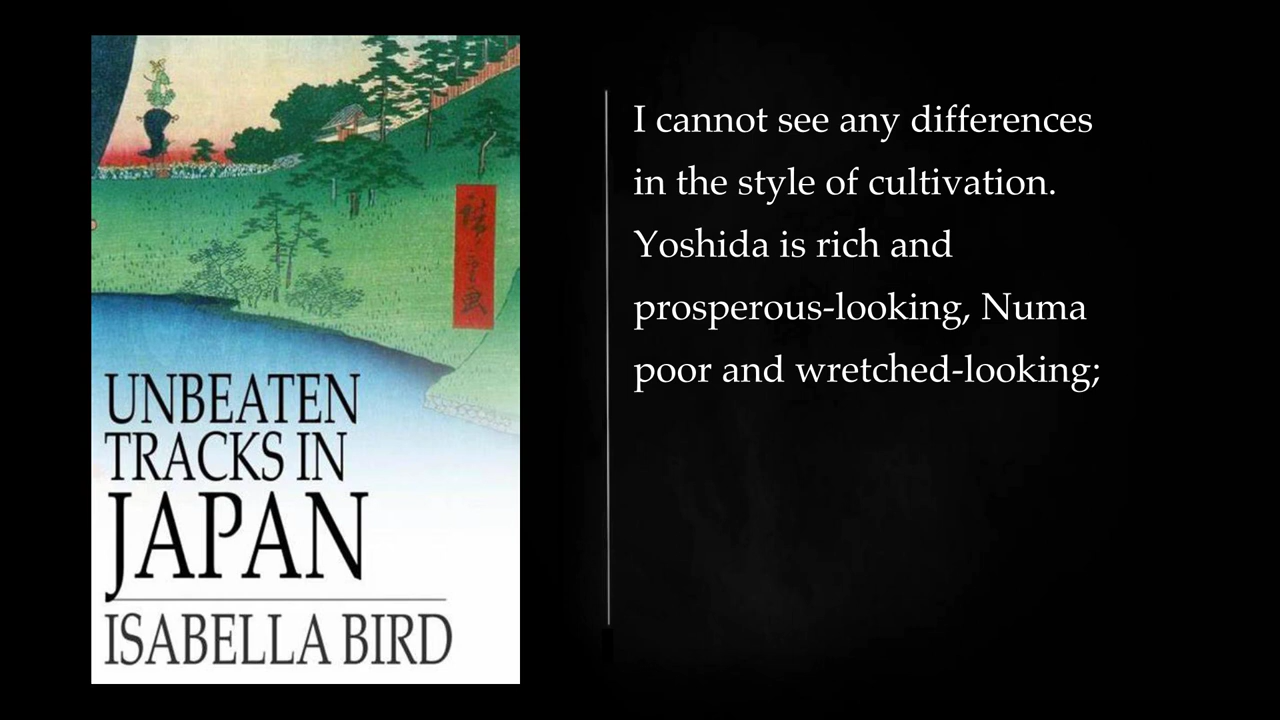 UNBEATEN
TRACKS IN
JAPAN
ISABELLA BIRD
I cannot see any differences
in the style of cultivation.
Yoshida is rich and
prosperous-looking, Numa
poor and wretched-looking;